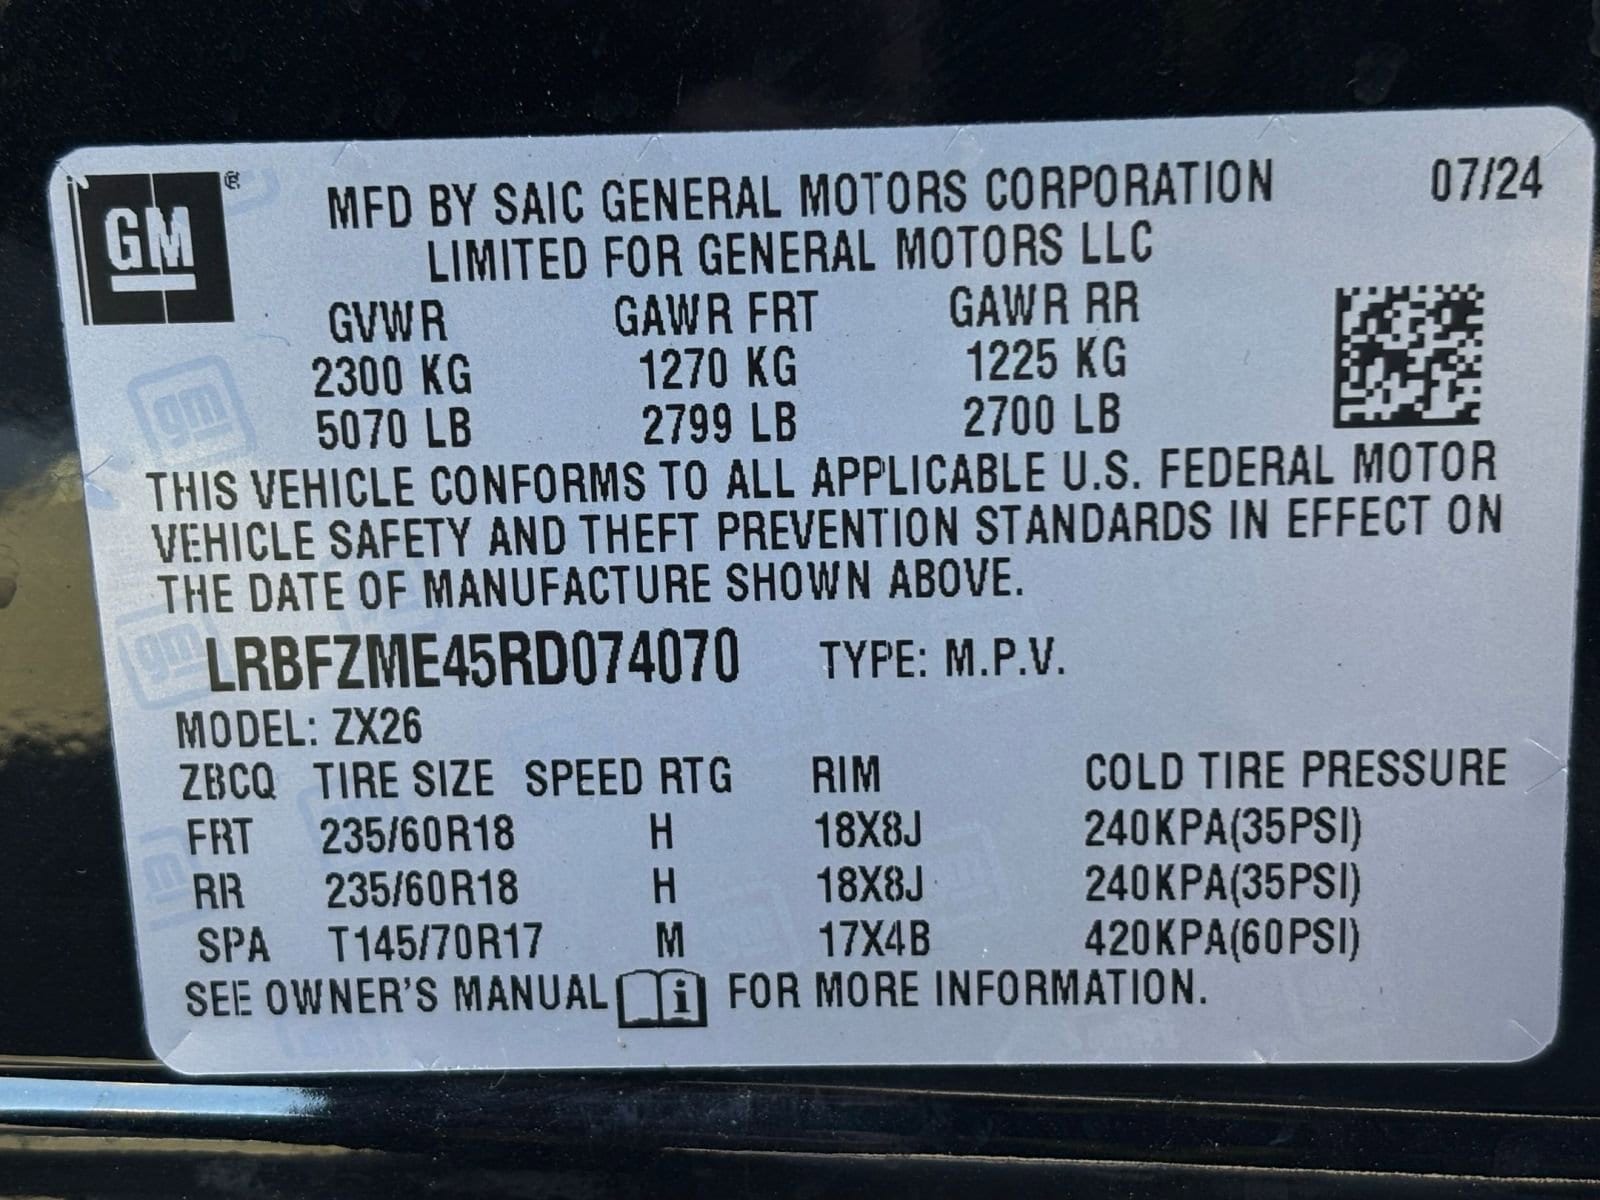 GM®
MFD BY SAIC GENERAL MOTORS CORPORATION 07/24
LIMITED FOR GENERAL MOTORS LLC
GVWR GAWR FRT GAWR RR
2300 KG 1270 KG 1225 KG
5070 LB 2799 LB 2700 LB
THIS VEHICLE CONFORMS TO ALL APPLICABLE U.S. FEDERAL MOTOR
VEHICLE SAFETY AND THEFT PREVENTION STANDARDS IN EFFECT ON
THE DATE OF MANUFACTURE SHOWN ABOVE.
LRBFZME45RD074070 TYPE: M.P.V.
MODEL: ZX26
ZBCQ TIRE SIZE SPEED RTG RIM COLD TIRE PRESSURE
FRT 235/60R18 H 18X8J 240KPA(35PSI)
RR 235/60R18 H 18X8J 240KPA(35PSI)
SPA T145/70R17 M 17X4B 420KPA(60PSI)
SEE OWNER'S MANUAL i FOR MORE INFORMATION.
gm
gm